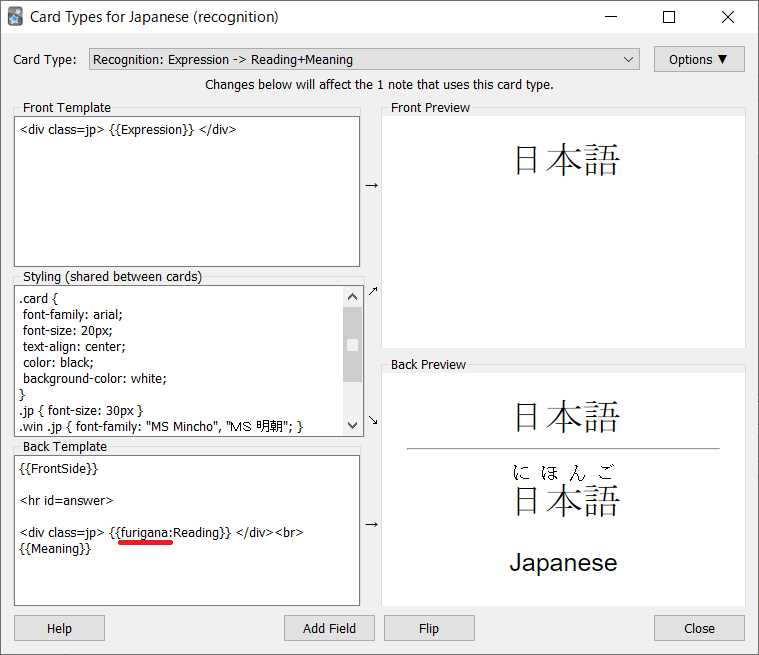 Card Types for Japanese (recognition)
Card Type:
Recognition: Expression -> Reading+Meaning
Options ▼
Changes below will affect the 1 note that uses this card type.
Front Template
<div class=jp> {{Expression}} </div>
→
Front Preview
日本語
Styling (shared between cards)
.card {
font-family: arial;
font-size: 20px;
text-align: center;
color: black;
background-color: white;
}
.jp { font-size: 30px }
.win .jp { font-family: "MS Mincho", "ＭＳ 明朝"; }
↗
↘
Back Template
{{FrontSide}}
<hr id=answer>
<div class=jp> {{furigana:Reading}} </div><br>
{{Meaning}}
→
Back Preview
日本語
にほんご
日本語
Japanese
Help
Add Field
Flip
Close